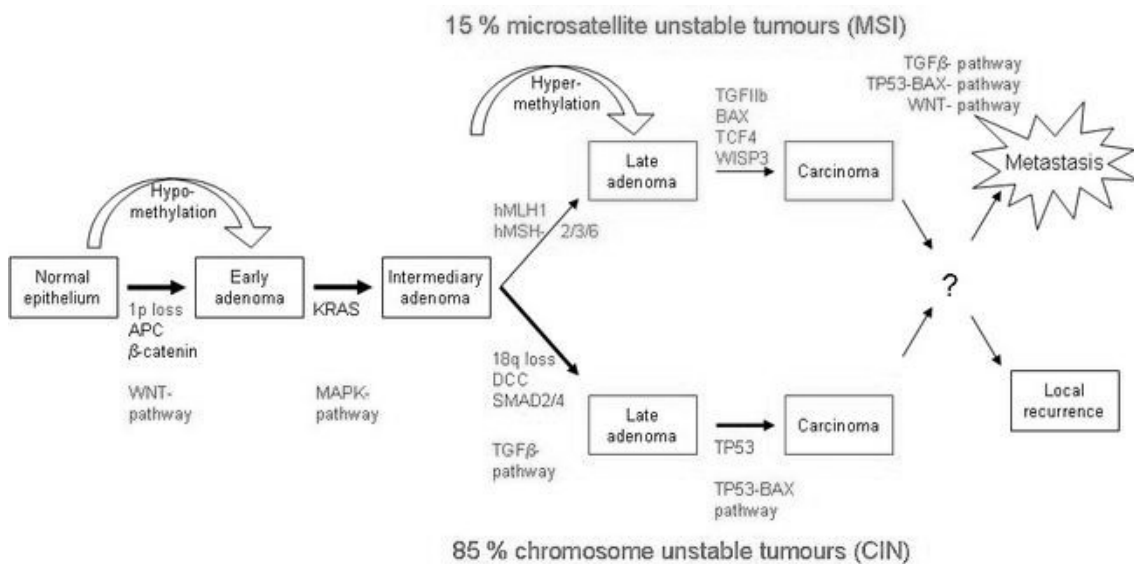 15 % microsatellite unstable tumours (MSI)
Hyper-
methylation
TGFβ- pathway
TP53-BAX- pathway
WNT- pathway
TGFIIb
BAX
TCF4
WISP3
Late
adenoma
Carcinoma
Metastasis
Hypo-
methylation
hMLH1
hMSH- 2/3/6
Normal
epithelium
Early
adenoma
Intermediary
adenoma
?
1p loss
APC
β-catenin
KRAS
WNT-
pathway
MAPK-
pathway
18q loss
DCC
SMAD2/4
Late
adenoma
Carcinoma
Local
recurrence
TGFβ-
pathway
TP53
TP53-BAX
pathway
85 % chromosome unstable tumours (CIN)